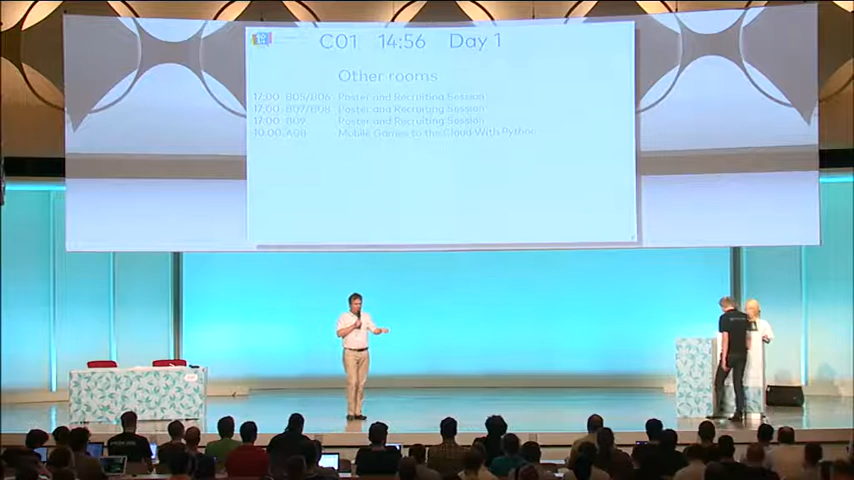 C01 14:56 Day 1
Other rooms
17:00 B05/B06 Poster and Recruiting Session
17:00 B07/B08 Poster and Recruiting Session
17:00 B09 Poster and Recruiting Session
10:00 A08 Mobile Games to the Cloud With Python